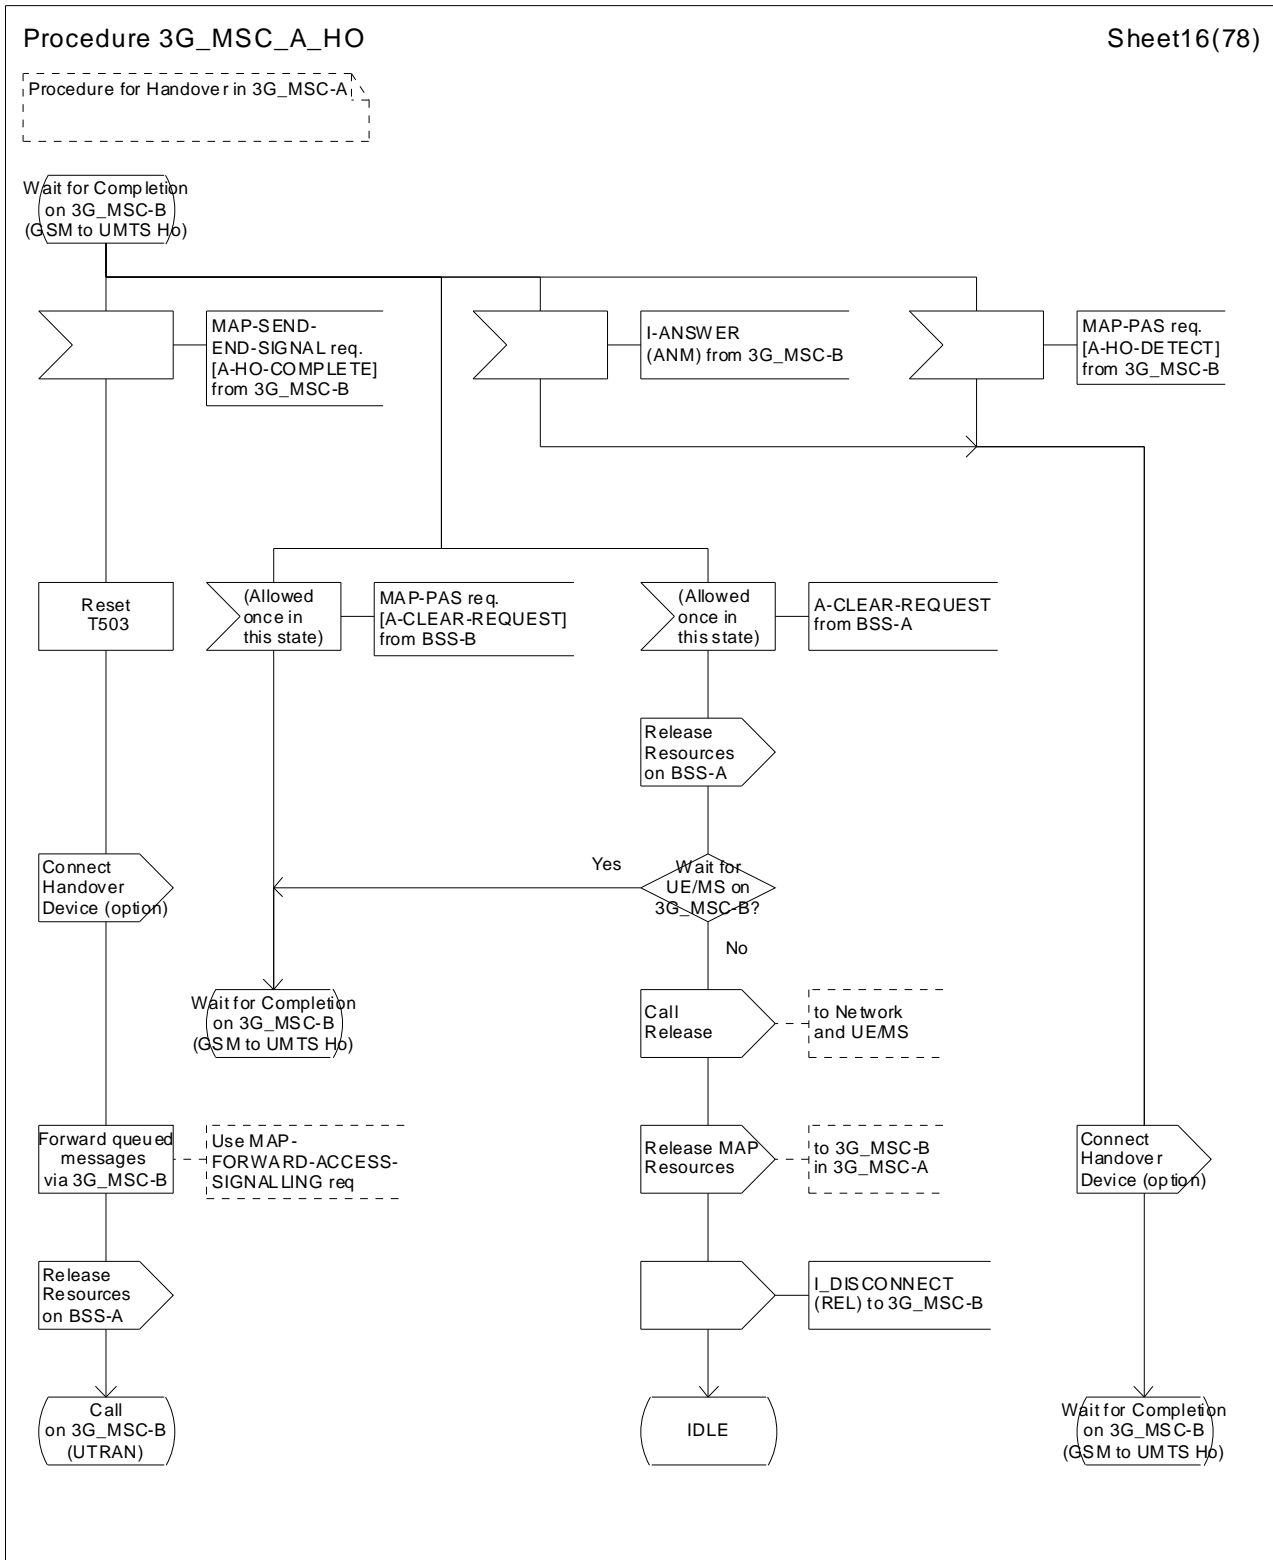 Procedure 3G_MSC_A_HO
Sheet16(78)
Procedure for Handover in 3G_MSC-A
Wait for Completion
on 3G_MSC-B
(GSM to UMTS Ho)
MAP-SEND-
END-SIGNAL req.
[A-HO-COMPLETE]
from 3G_MSC-B
I-ANSWER
(ANM) from 3G_MSC-B
MAP-PAS req.
[A-HO-DETECT]
from 3G_MSC-B
Reset
T503
(Allowed
once in
this state)
MAP-PAS req.
[A-CLEAR-REQUEST]
from BSS-B
(Allowed
once in
this state)
A-CLEAR-REQUEST
from BSS-A
Release
Resources
on BSS-A
Connect
Handover
Device (option)
Yes
Wait for
UE/MS on
3G_MSC-B?
No
Wait for Completion
on 3G_MSC-B
(GSM to UMTS Ho)
Call
Release
to Network
and UE/MS
Forward queued
messages
via 3G_MSC-B
Use MAP-
FORWARD-ACCESS-
SIGNALLING req
Release MAP
Resources
to 3G_MSC-B
in 3G_MSC-A
Connect
Handover
Device (option)
Release
Resources
on BSS-A
I_DISCONNECT
(REL) to 3G_MSC-B
Call
on 3G_MSC-B
(UTRAN)
IDLE
Wait for Completion
on 3G_MSC-B
(GSM to UMTS Ho)